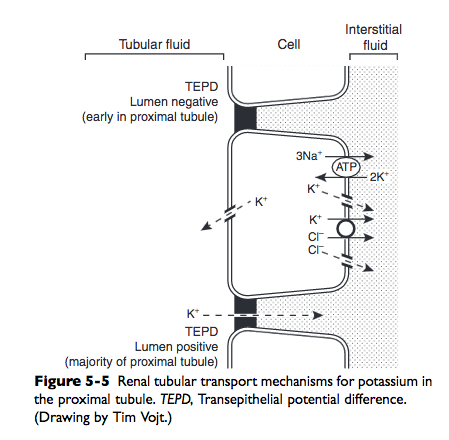 Tubular fluid
Cell
Interstitial
fluid
TEPD
Lumen negative
(early in proximal tubule)
3Na⁺
ATP
2K⁺
K⁺
K⁺
K⁺
Cl⁻
Cl⁻
K⁺
TEPD
Lumen positive
(majority of proximal tubule)
Figure 5-5 Renal tubular transport mechanisms for potassium in
the proximal tubule. TEPD, Transepithelial potential difference.
(Drawing by Tim Vojt.)